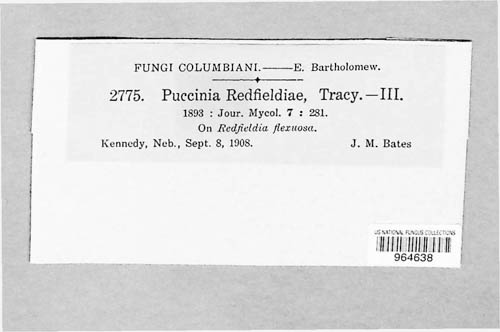 FUNGI COLUMBIANI.——E. Bartholomew.
2775. Puccinia Redfieldiae, Tracy.—III.
1893 : Jour. Mycol. 7 : 281.
On Redfieldia flexuosa.
Kennedy, Neb., Sept. 8, 1908. J. M. Bates
US NATIONAL FUNGUS COLLECTIONS
964638